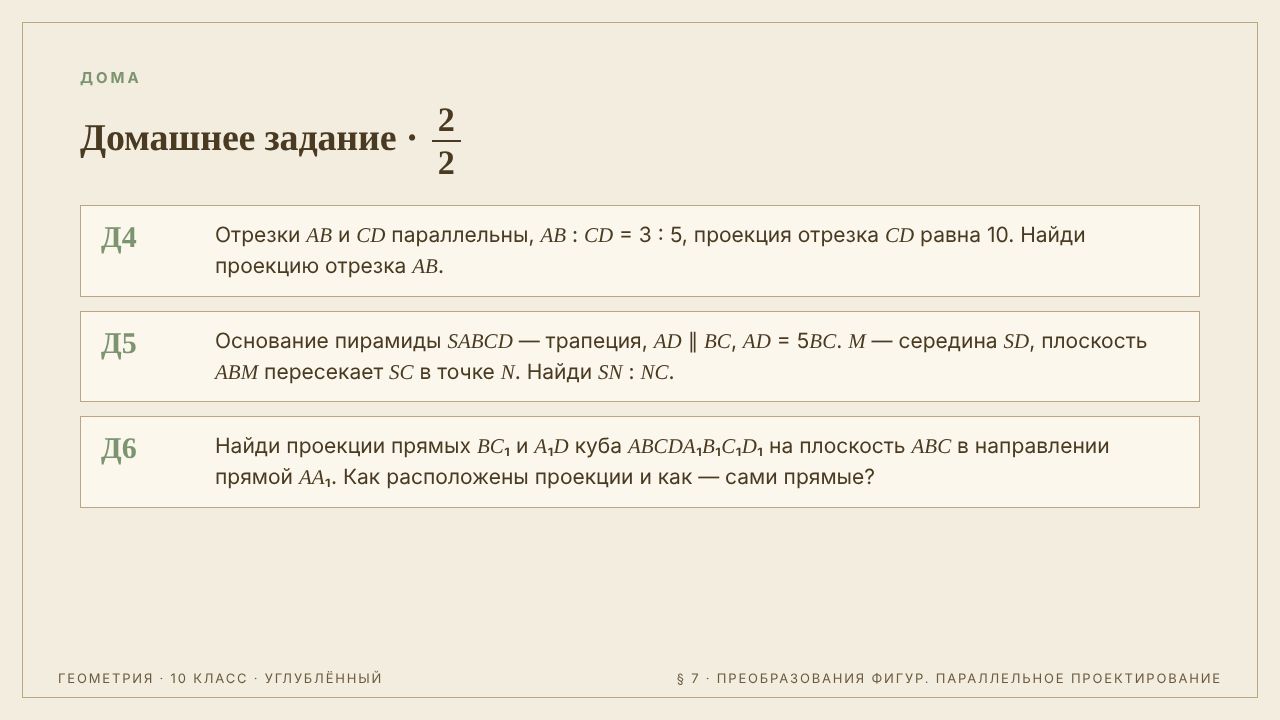 ДОМА
Домашнее задание · 2/2
Д4
Отрезки AB и CD параллельны, AB : CD = 3 : 5, проекция отрезка CD равна 10. Найди
проекцию отрезка AB.
Д5
Основание пирамиды SABCD — трапеция, AD ∥ BC, AD = 5BC. M — середина SD, плоскость
ABM пересекает SC в точке N. Найди SN : NC.
Д6
Найди проекции прямых BC₁ и A₁D куба ABCDA₁B₁C₁D₁ на плоскость ABC в направлении
прямой AA₁. Как расположены проекции и как — сами прямые?
ГЕОМЕТРИЯ · 10 КЛАСС · УГЛУБЛЁННЫЙ
§ 7 · ПРЕОБРАЗОВАНИЯ ФИГУР. ПАРАЛЛЕЛЬНОЕ ПРОЕКТИРОВАНИЕ